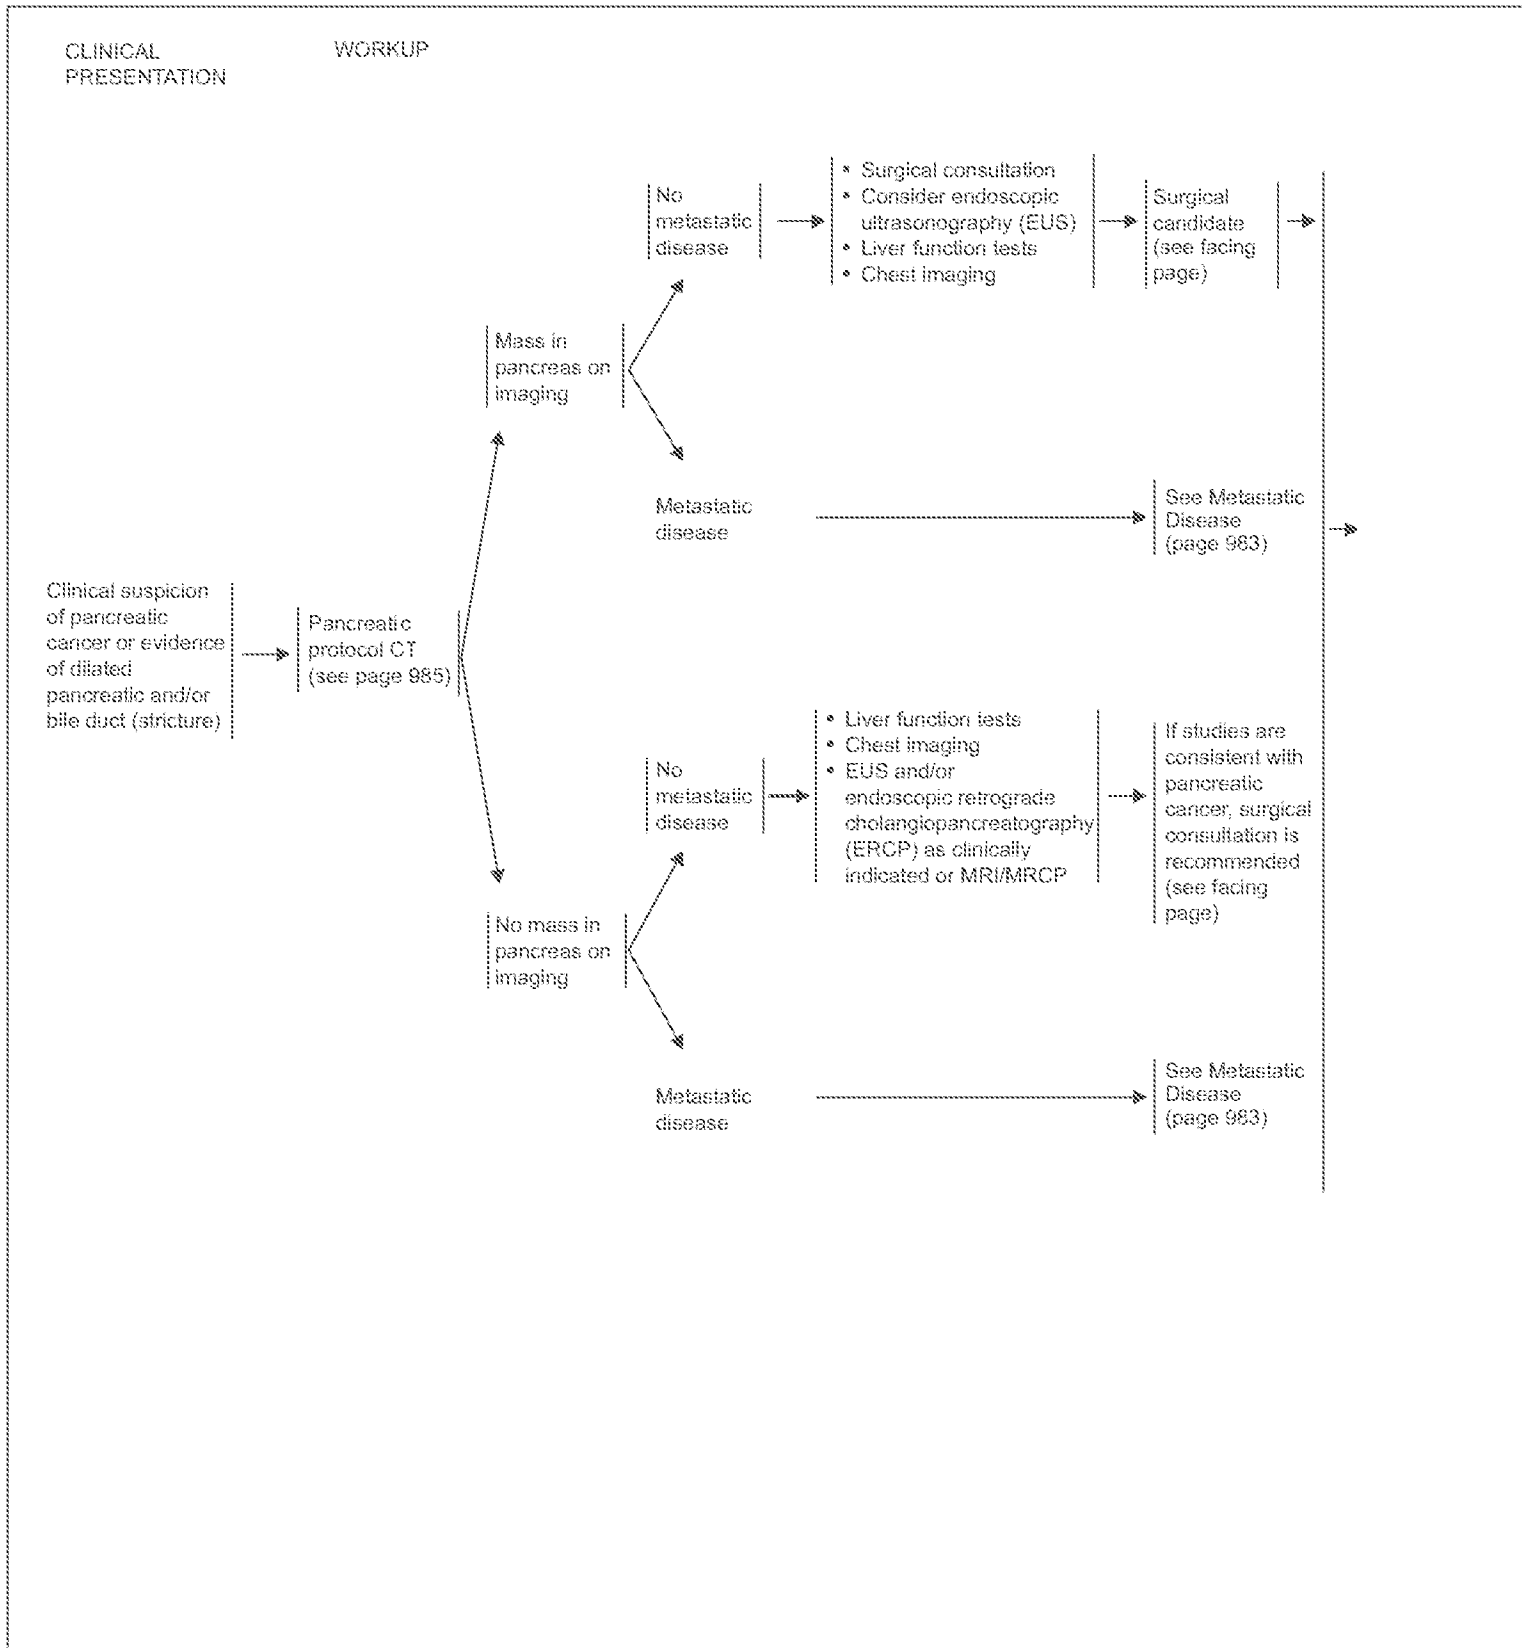 CLINICAL
PRESENTATION
WORKUP
Clinical suspicion
of pancreatic
cancer or evidence
of dilated
pancreatic and/or
bile duct (stricture)
Pancreatic
protocol CT
(see page 985)
Mass in
pancreas on
imaging
No
metastatic
disease
• Surgical consultation
• Consider endoscopic
ultrasonography (EUS)
• Liver function tests
• Chest imaging
Surgical
candidate
(see facing
page)
Metastatic
disease
See Metastatic
Disease
(page 983)
No mass in
pancreas on
imaging
No
metastatic
disease
• Liver function tests
• Chest imaging
• EUS and/or
endoscopic retrograde
cholangiopancreatography
(ERCP) as clinically
indicated or MRI/MRCP
If studies are
consistent with
pancreatic
cancer, surgical
consultation is
recommended
(see facing
page)
Metastatic
disease
See Metastatic
Disease
(page 983)